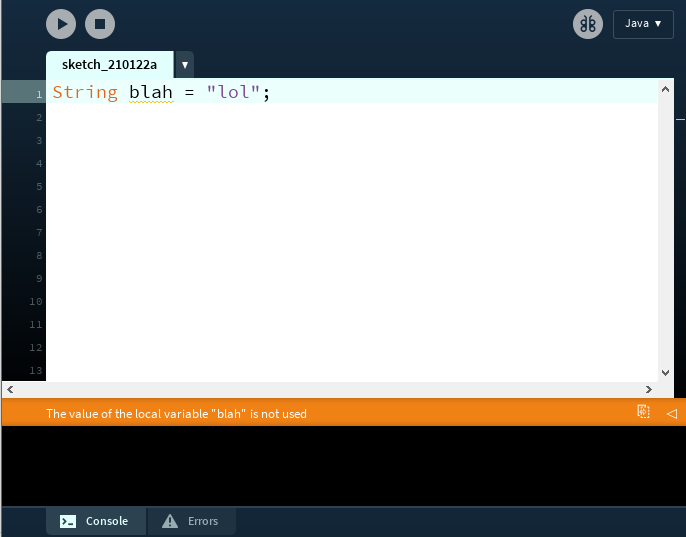 Java ▾
sketch_210122a ▾
1 String blah = "lol";
2
3
4
5
6
7
8
9
10
11
12
13
The value of the local variable "blah" is not used
Console Errors